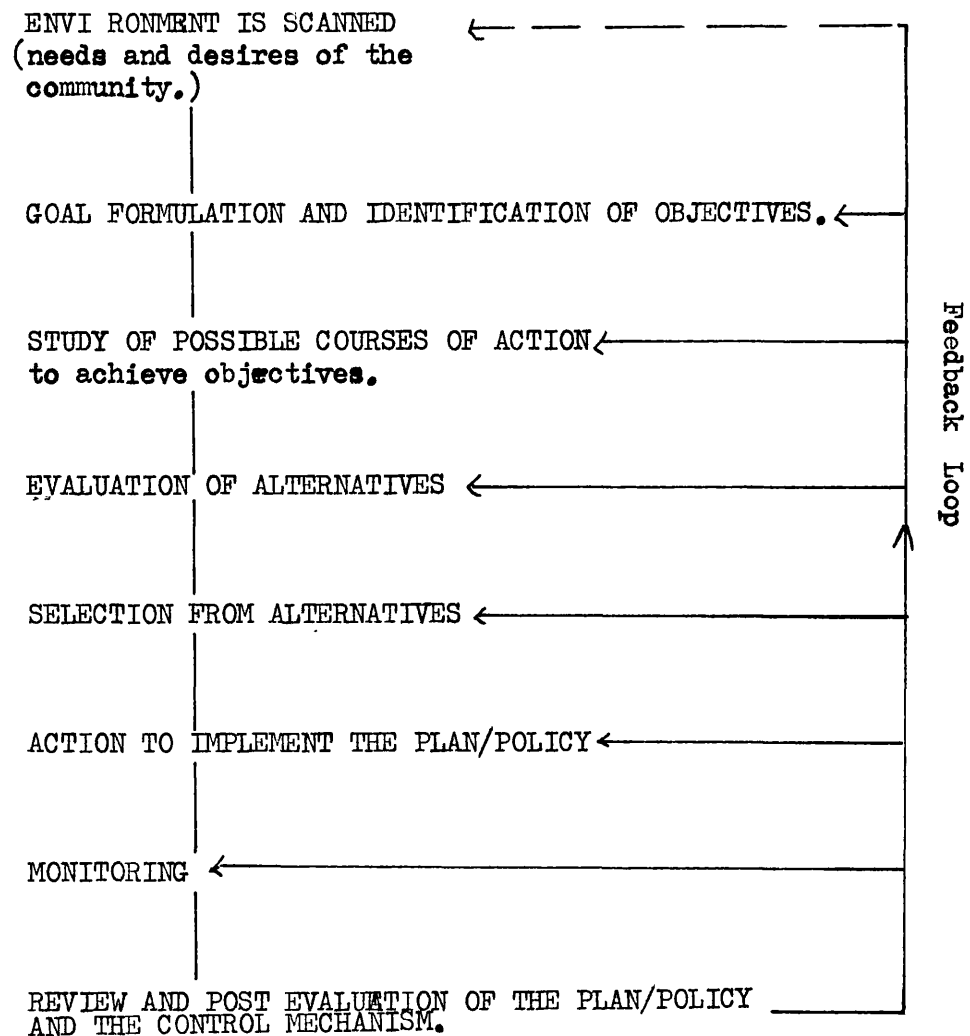 ENVI RONMENT IS SCANNED
(needs and desires of the
community.)
GOAL FORMULATION AND IDENTIFICATION OF OBJECTIVES.
STUDY OF POSSIBLE COURSES OF ACTION
to achieve objectives.
EVALUATION OF ALTERNATIVES
SELECTION FROM ALTERNATIVES
ACTION TO IMPLEMENT THE PLAN/POLICY
MONITORING
REVIEW AND POST EVALUATION OF THE PLAN/POLICY
AND THE CONTROL MECHANISM.
Feedback Loop